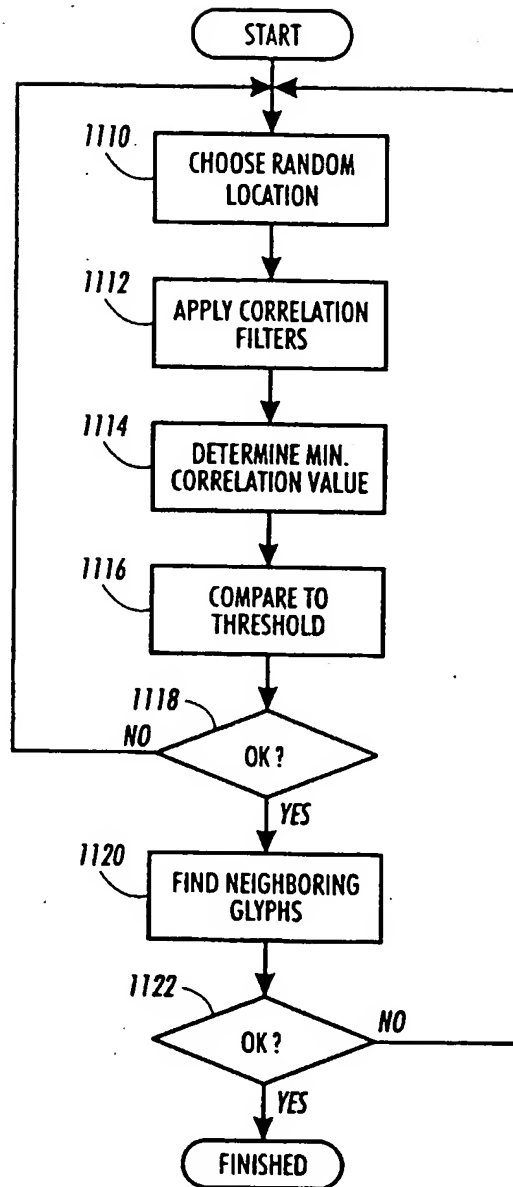 START
1110
CHOOSE RANDOM
LOCATION
1112
APPLY CORRELATION
FILTERS
1114
DETERMINE MIN.
CORRELATION VALUE
1116
COMPARE TO
THRESHOLD
1118
NO
OK ?
YES
1120
FIND NEIGHBORING
GLYPHS
1122
NO
OK ?
YES
FINISHED